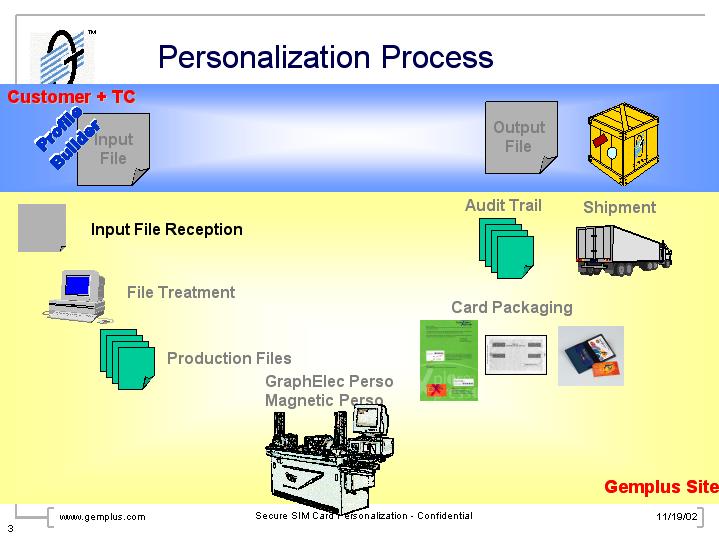 TM
Personalization Process
Customer + TC
Profile
Builder
Input
File
Output
File
Audit Trail
Shipment
Input File Reception
File Treatment
Card Packaging
Production Files
GraphElec Perso
Magnetic Perso
Gemplus Site
www.gemplus.com
Secure SIM Card Personalization - Confidential
11/19/02
3